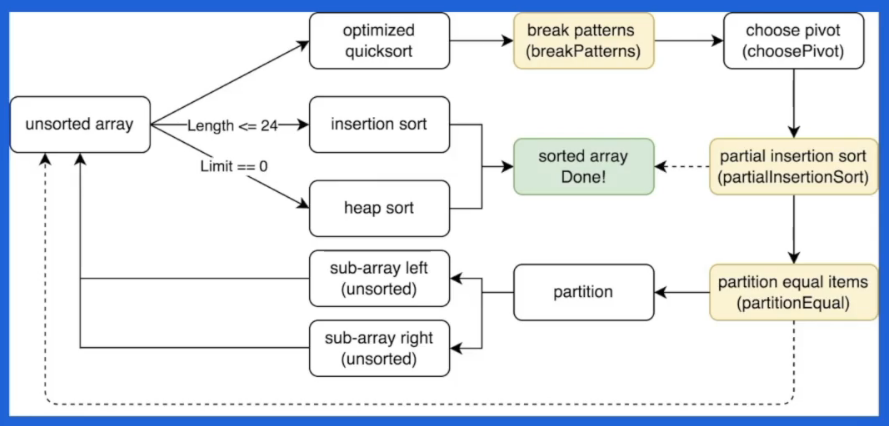 optimized
quicksort
break patterns
(breakPatterns)
choose pivot
(choosePivot)
unsorted array
Length <= 24
insertion sort
Limit == 0
sorted array
Done!
partial insertion sort
(partialInsertionSort)
heap sort
sub-array left
(unsorted)
partition
partition equal items
(partitionEqual)
sub-array right
(unsorted)